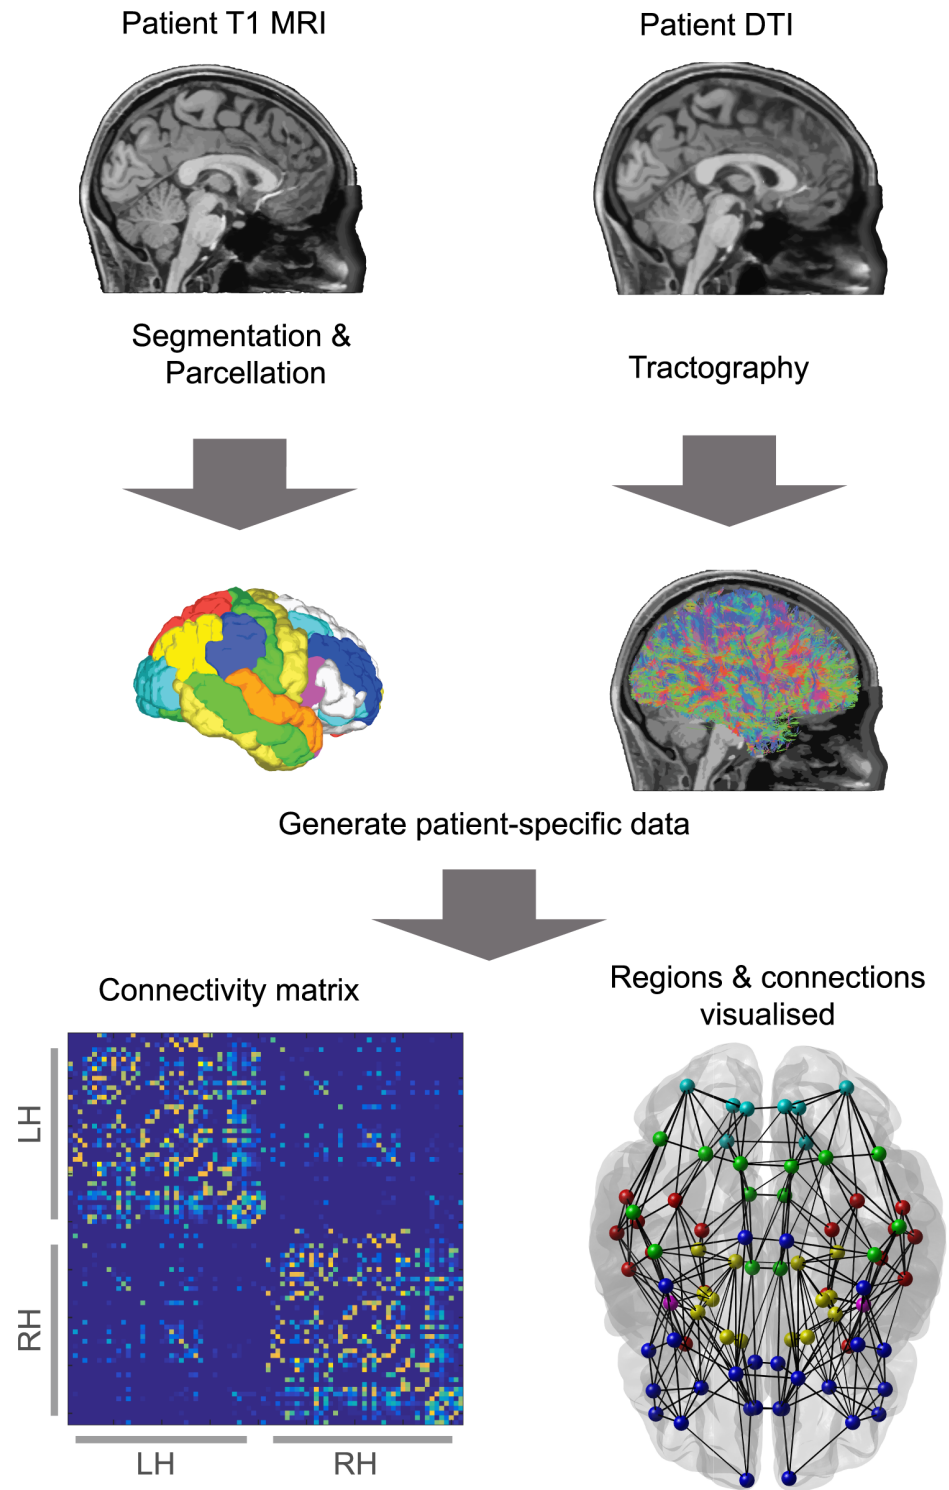 Patient T1 MRI
Patient DTI
Segmentation &
Parcellation
Tractography
Generate patient-specific data
Connectivity matrix
Regions & connections
visualised
LH
RH
LH
RH